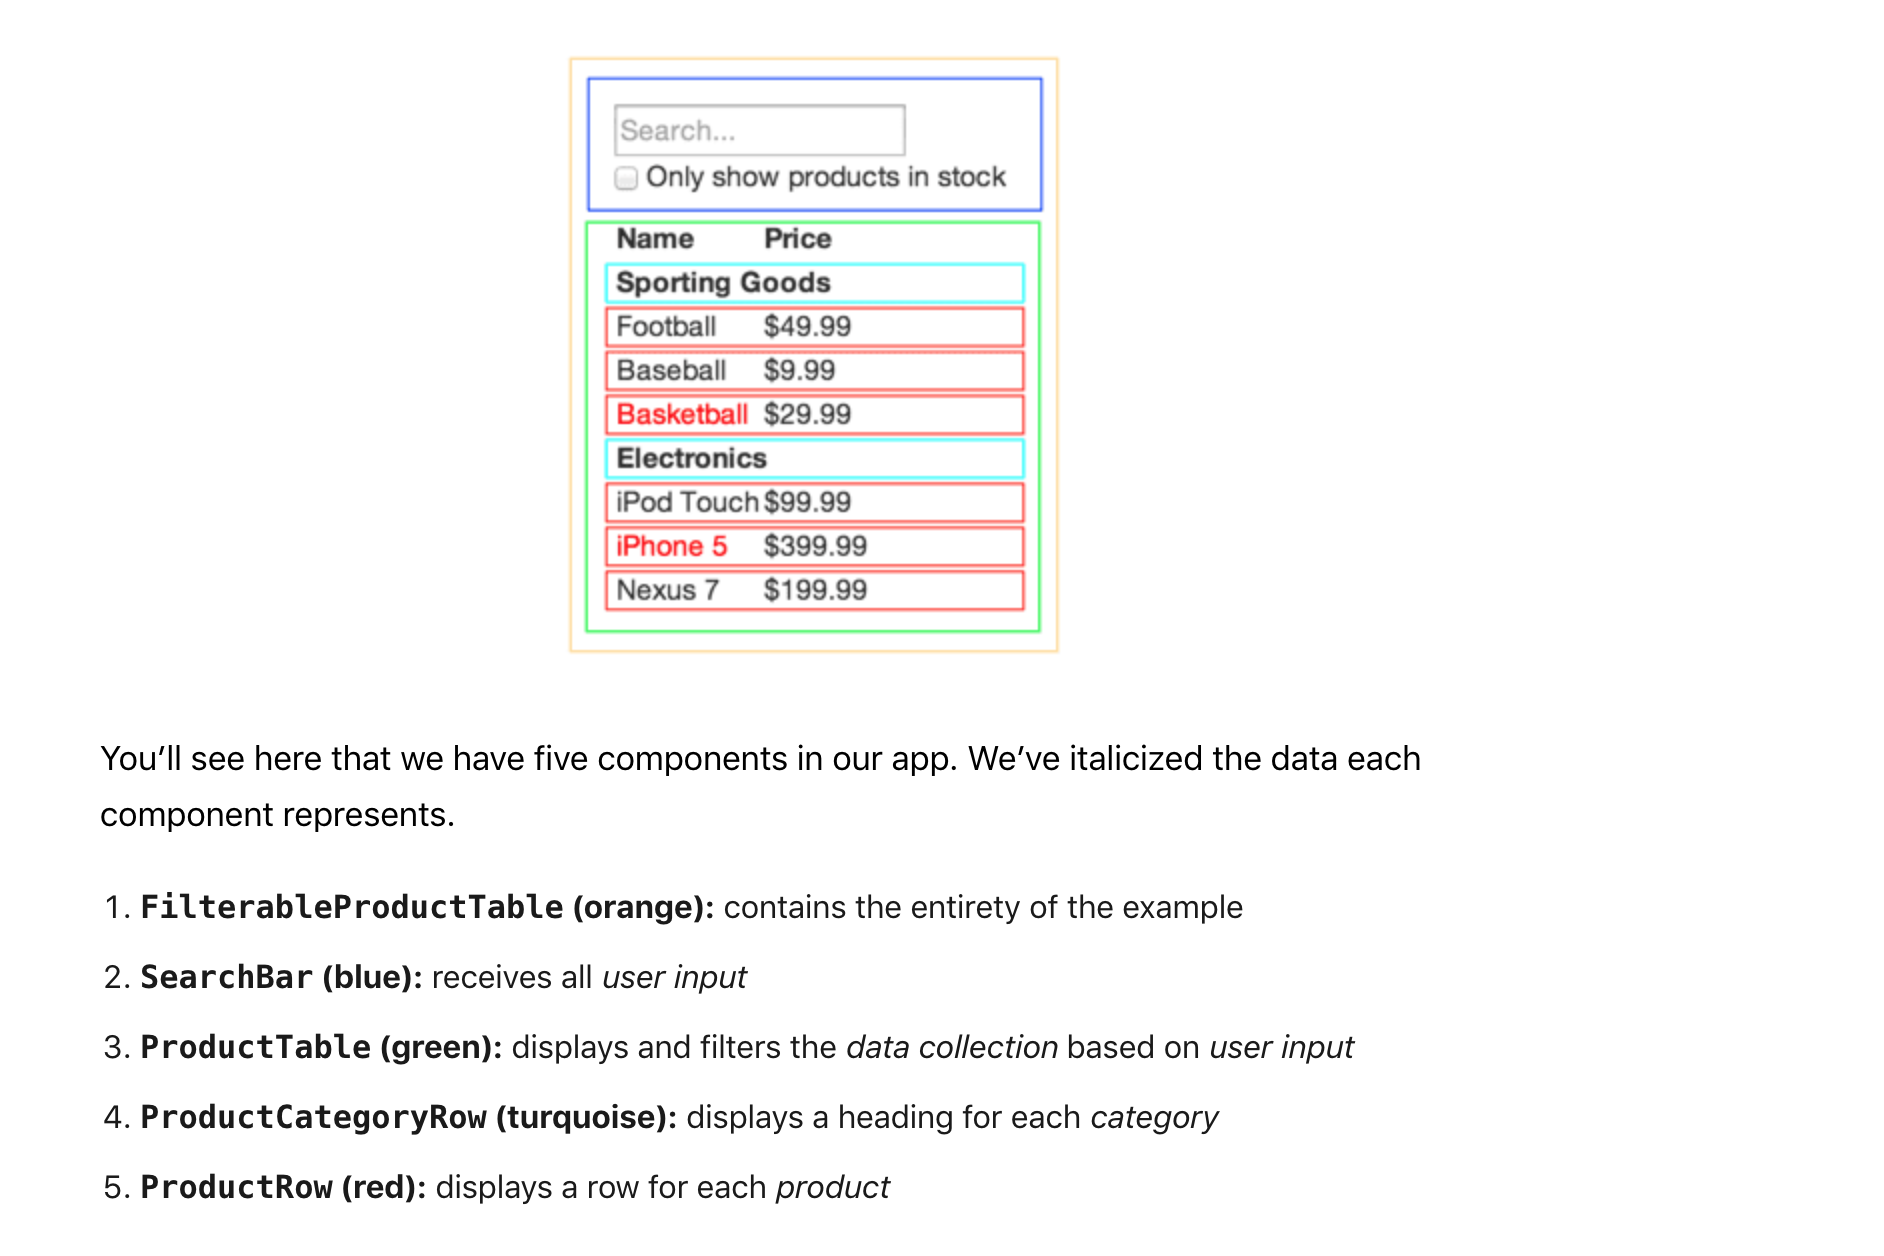 Search...
Only show products in stock
Name Price
Sporting Goods
Football $49.99
Baseball $9.99
Basketball $29.99
Electronics
iPod Touch $99.99
iPhone 5 $399.99
Nexus 7 $199.99
You’ll see here that we have five components in our app. We’ve italicized the data each
component represents.
1. FilterableProductTable (orange): contains the entirety of the example
2. SearchBar (blue): receives all user input
3. ProductTable (green): displays and filters the data collection based on user input
4. ProductCategoryRow (turquoise): displays a heading for each category
5. ProductRow (red): displays a row for each product